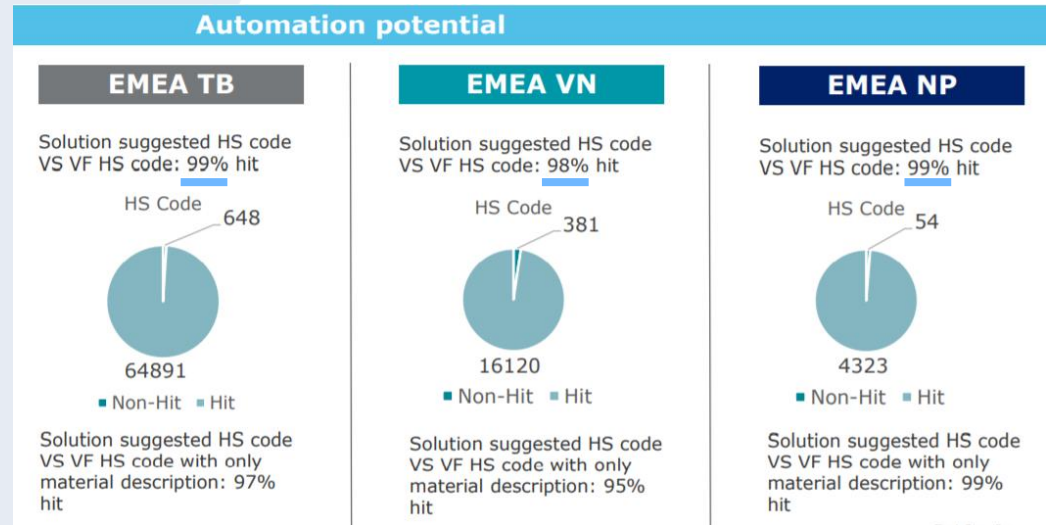 Automation potential
EMEA TB
Solution suggested HS code
VS VF HS code: 99% hit
HS Code
648
64891
Non-Hit Hit
Solution suggested HS code
VS VF HS code with only
material description: 97%
hit
EMEA VN
Solution suggested HS code
VS VF HS code: 98% hit
HS Code
381
16120
Non-Hit Hit
Solution suggested HS code
VS VF HS code with only
material description: 95%
hit
EMEA NP
Solution suggested HS code
VS VF HS code: 99% hit
HS Code
54
4323
Non-Hit Hit
Solution suggested HS code
VS VF HS code with only
material description: 99%
hit